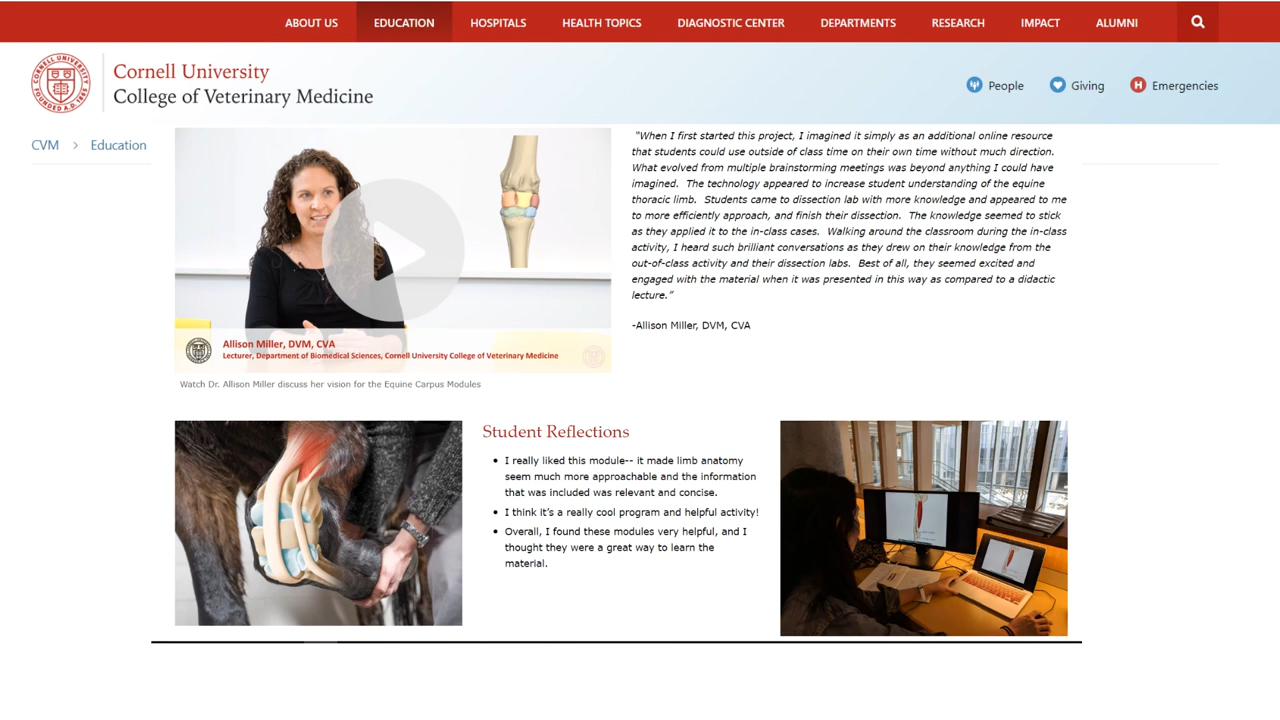 ABOUT US EDUCATION HOSPITALS HEALTH TOPICS DIAGNOSTIC CENTER DEPARTMENTS RESEARCH IMPACT ALUMNI
CORNELL UNIVERSITY FOUNDED A.D. 1865
Cornell University
College of Veterinary Medicine
People Giving Emergencies
CVM > Education
Allison Miller, DVM, CVA
Lecturer, Department of Biomedical Sciences, Cornell University College of Veterinary Medicine
Watch Dr. Allison Miller discuss her vision for the Equine Carpus Modules
“When I first started this project, I imagined it simply as an additional online resource
that students could use outside of class time on their own time without much direction.
What evolved from multiple brainstorming meetings was beyond anything I could have
imagined.  The technology appeared to increase student understanding of the equine
thoracic limb.  Students came to dissection lab with more knowledge and appeared to me
to more efficiently approach, and finish their dissection.  The knowledge seemed to stick
as they applied it to the in-class cases.  Walking around the classroom during the in-class
activity, I heard such brilliant conversations as they drew on their knowledge from the
out-of-class activity and their dissection labs.  Best of all, they seemed excited and
engaged with the material when it was presented in this way as compared to a didactic
lecture.”
-Allison Miller, DVM, CVA
Student Reflections
• I really liked this module-- it made limb anatomy
seem much more approachable and the information
that was included was relevant and concise.
• I think it’s a really cool program and helpful activity!
• Overall, I found these modules very helpful, and I
thought they were a great way to learn the
material.